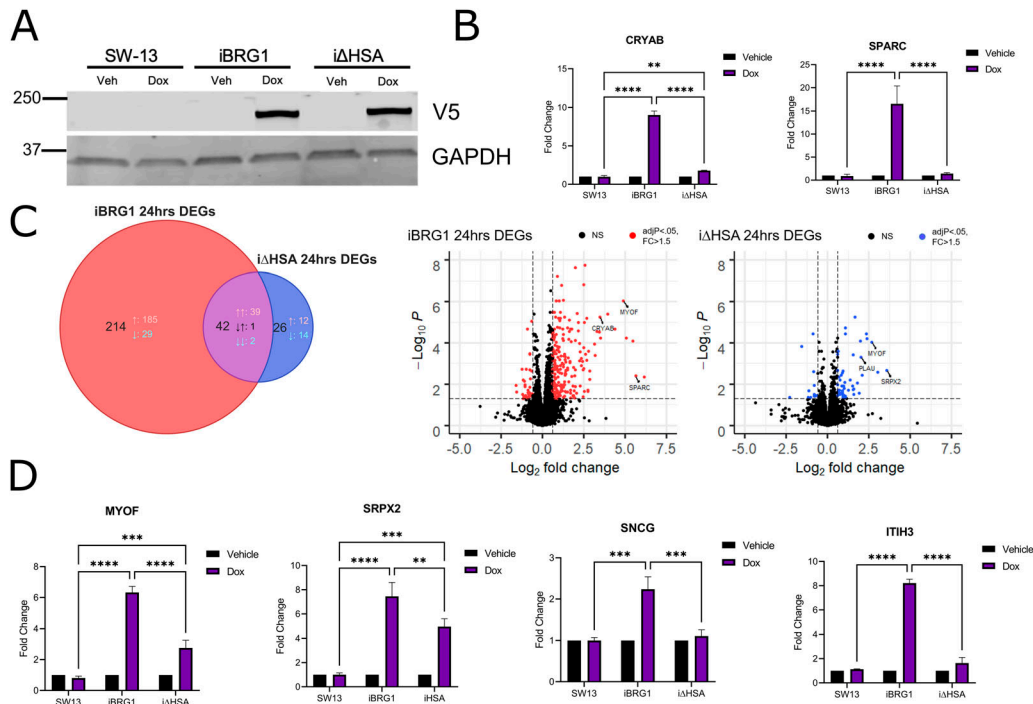 A
SW-13
iBRG1
iΔHSA
Veh
Dox
Veh
Dox
Veh
Dox
250
V5
37
GAPDH
B
CRYAB
Vehicle
Dox
**
****
****
Fold Change
15
10
5
0
SW13
iBRG1
iΔHSA
SPARC
Vehicle
Dox
****
****
Fold Change
25
20
15
10
5
0
SW13
iBRG1
iΔHSA
C
iBRG1 24hrs DEGs
iΔHSA 24hrs DEGs
214
↑: 185
↓: 29
42
↑↑: 39
↓↑: 1
↓↓: 2
26
↑: 12
↓: 14
iBRG1 24hrs DEGs
NS
adjP<.05,
FC>1.5
– Log10 P
10
8
6
4
2
0
MYOF
CRYAB
SPARC
-5.0
-2.5
0.0
2.5
5.0
7.5
Log2 fold change
iΔHSA 24hrs DEGs
NS
adjP<.05,
FC>1.5
– Log10 P
10
8
6
4
2
0
MYOF
PLAU
SRPX2
-5.0
-2.5
0.0
2.5
5.0
7.5
Log2 fold change
D
MYOF
Vehicle
Dox
***
****
****
Fold Change
8
6
4
2
0
SW13
iBRG1
iΔHSA
SRPX2
Vehicle
Dox
***
****
**
Fold Change
10
8
6
4
2
0
SW13
iBRG1
iHSA
SNCG
Vehicle
Dox
***
***
Fold Change
3
2
1
0
SW13
iBRG1
iΔHSA
ITIH3
Vehicle
Dox
****
****
Fold Change
10
8
6
4
2
0
SW13
iBRG1
iΔHSA